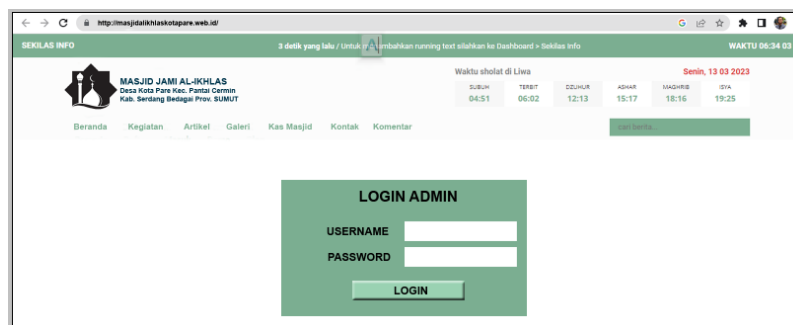 http://masjidalikhlaskotapare.web.id/
SEKILAS INFO
3 detik yang lalu / Untuk
mbahkan running text silahkan ke Dashboard > Sekilas Info
WAKTU 06:34 03
MASJID JAMI AL-IKHLAS
Desa Kota Pare Kec. Pantai Cermin
Kab. Serdang Bedagai Prov. SUMUT
Waktu sholat di Liwa
Senin, 13 03 2023
SUBUH TERBIT DZUHUR ASHAR MAGHRIB ISYA
04:51 06:02 12:13 15:17 18:16 19:25
Beranda Kegiatan Artikel Galeri Kas Masjid Kontak Komentar
cari berita...
LOGIN ADMIN
USERNAME
PASSWORD
LOGIN